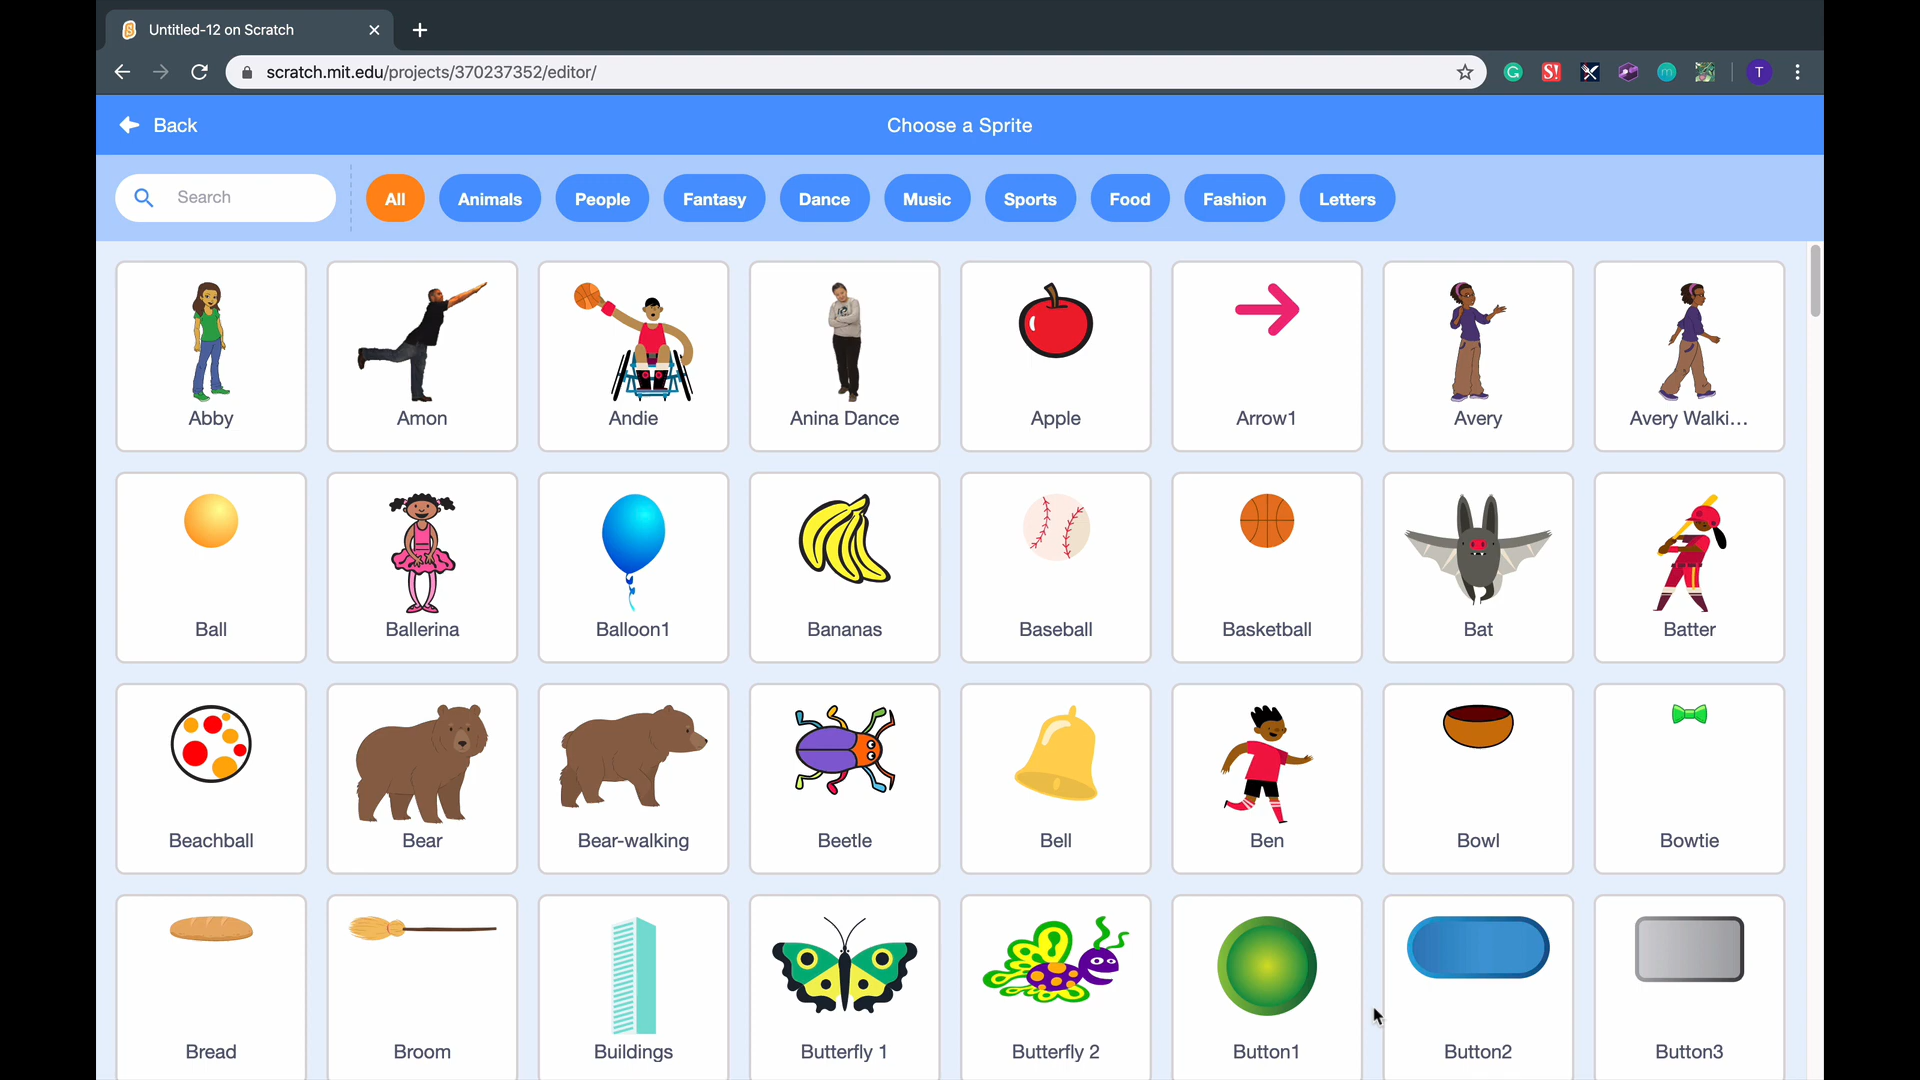 Untitled-12 on Scratch
scratch.mit.edu/projects/370237352/editor/
S!
m
T
Back
Choose a Sprite
Search
All
Animals
People
Fantasy
Dance
Music
Sports
Food
Fashion
Letters
Abby
Amon
Andie
Anina Dance
Apple
Arrow1
Avery
Avery Walki...
Ball
Ballerina
Balloon1
Bananas
Baseball
Basketball
Bat
Batter
Beachball
Bear
Bear-walking
Beetle
Bell
Ben
Bowl
Bowtie
Bread
Broom
Buildings
Butterfly 1
Butterfly 2
Button1
Button2
Button3